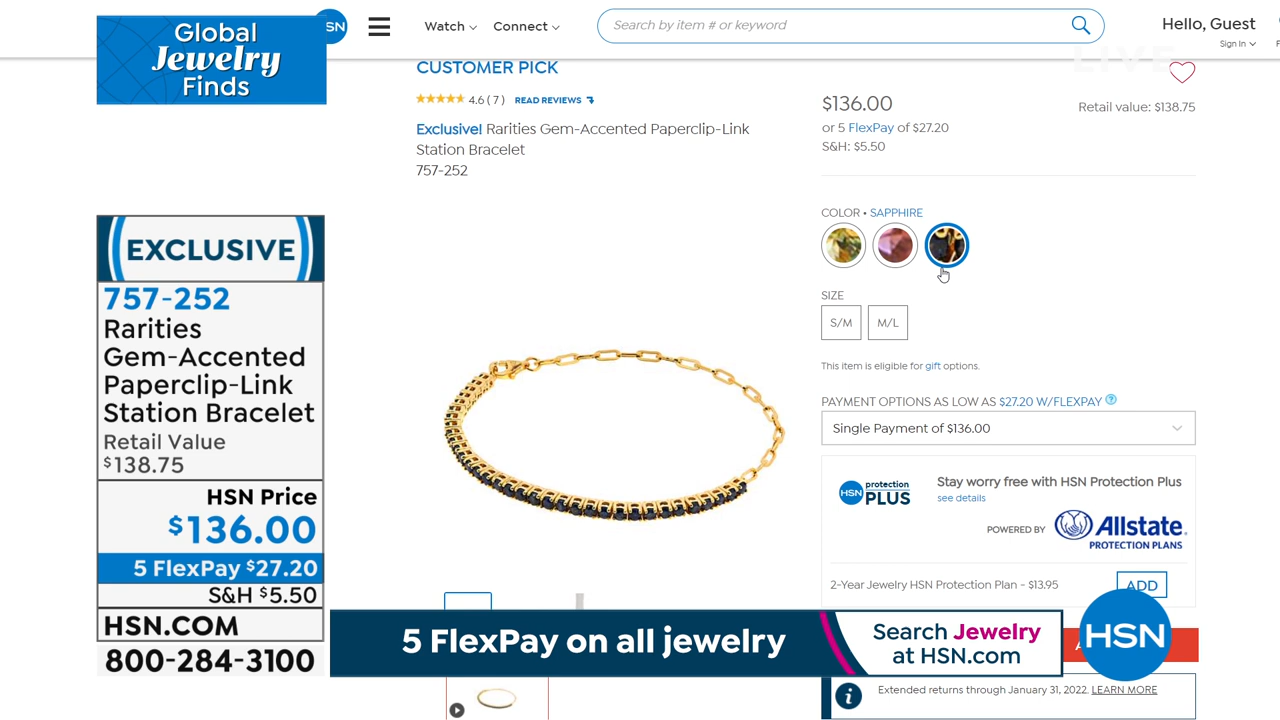 Global
Jewelry
Finds
SN
Watch
Connect
Search by item # or keyword
Hello, Guest
Sign In
LIVE
CUSTOMER PICK
4.6 ( 7 ) READ REVIEWS
Exclusive! Rarities Gem-Accented Paperclip-Link
Station Bracelet
757-252
$136.00
Retail value: $138.75
or 5 FlexPay of $27.20
S&H: $5.50
COLOR • SAPPHIRE
SIZE
S/M
M/L
This item is eligible for gift options.
PAYMENT OPTIONS AS LOW AS $27.20 W/FLEXPAY ?
Single Payment of $136.00
HSN protection PLUS
Stay worry free with HSN Protection Plus
see details
POWERED BY Allstate.
PROTECTION PLANS
2-Year Jewelry HSN Protection Plan - $13.95
ADD
EXCLUSIVE
757-252
Rarities
Gem-Accented
Paperclip-Link
Station Bracelet
Retail Value
$138.75
HSN Price
$136.00
5 FlexPay $27.20
S&H $5.50
HSN.COM
800-284-3100
5 FlexPay on all jewelry
Search Jewelry
at HSN.com
HSN
i Extended returns through January 31, 2022. LEARN MORE